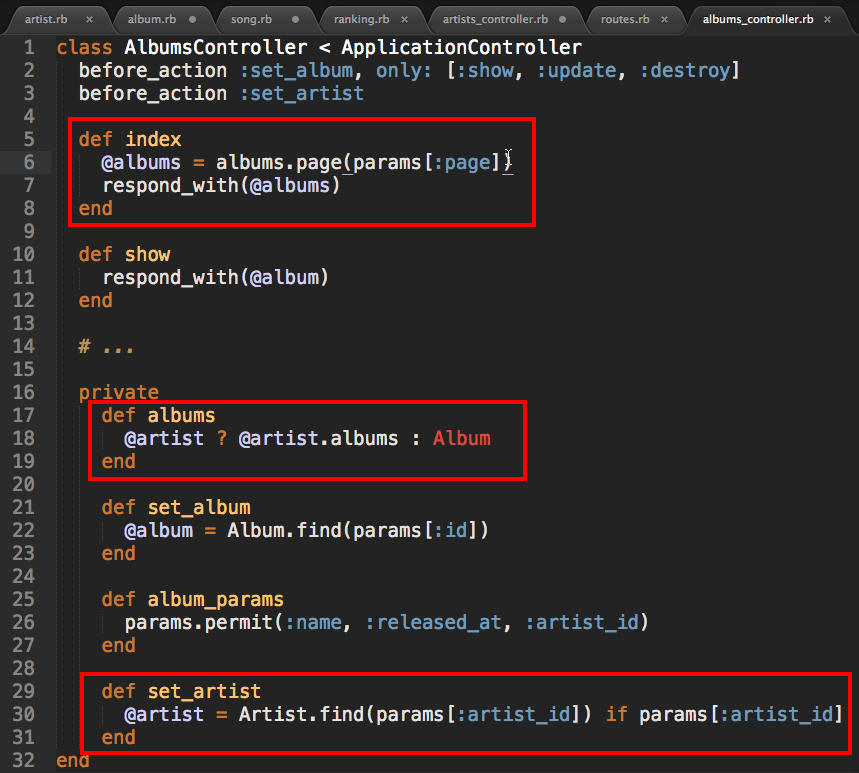 artist.rb × album.rb ● song.rb ● ranking.rb × artists_controller.rb ● routes.rb × albums_controller.rb ×
1 class AlbumsController < ApplicationController
2   before_action :set_album, only: [:show, :update, :destroy]
3   before_action :set_artist
4
5   def index
6     @albums = albums.page(params[:page])
7     respond_with(@albums)
8   end
9
10   def show
11     respond_with(@album)
12   end
13
14   # ...
15
16   private
17     def albums
18       @artist ? @artist.albums : Album
19     end
20
21     def set_album
22       @album = Album.find(params[:id])
23     end
24
25     def album_params
26       params.permit(:name, :released_at, :artist_id)
27     end
28
29     def set_artist
30       @artist = Artist.find(params[:artist_id]) if params[:artist_id]
31     end
32 end